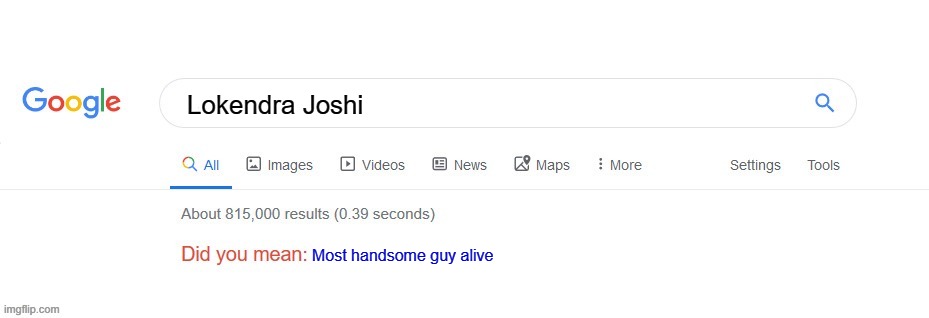 Google Lokendra Joshi
All Images Videos News Maps More Settings Tools
About 815,000 results (0.39 seconds)
Did you mean: Most handsome guy alive
imgflip.com